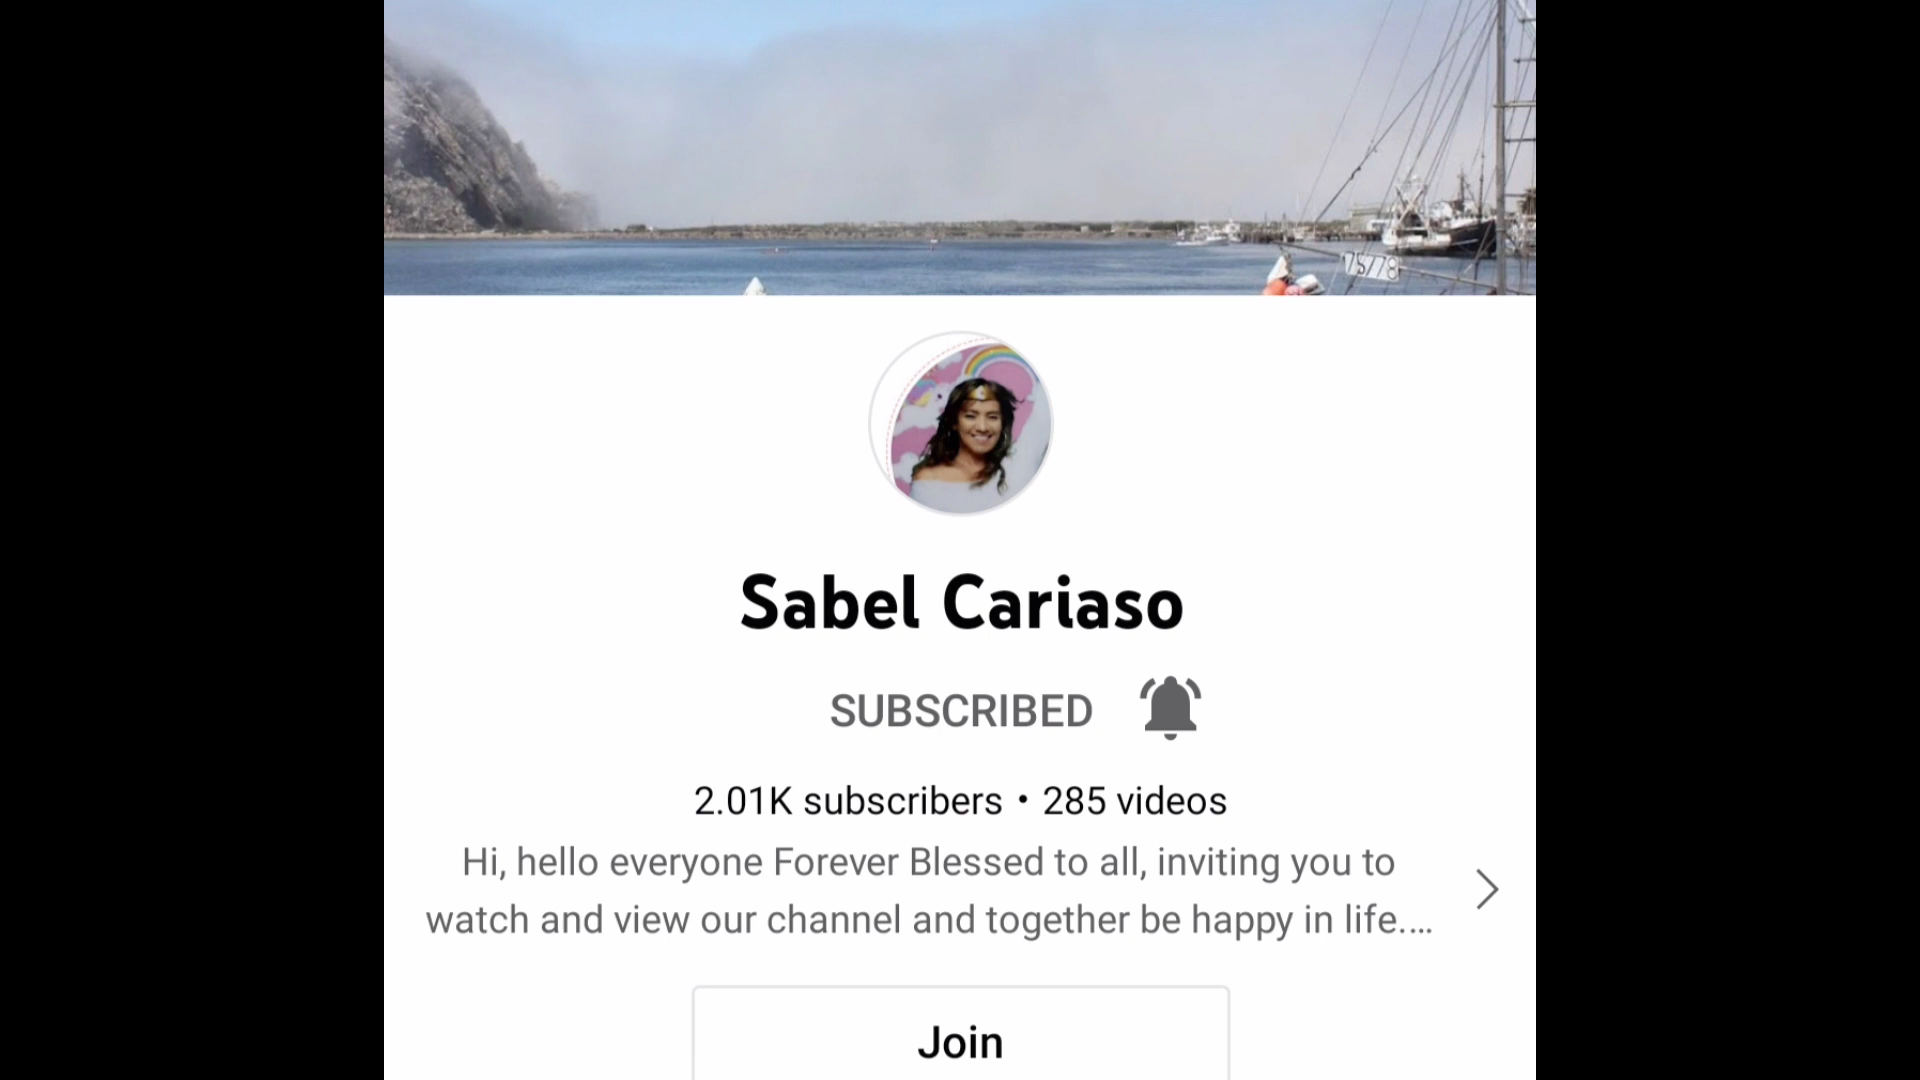 75778
Sabel Cariaso
SUBSCRIBED
2.01K subscribers • 285 videos
Hi, hello everyone Forever Blessed to all, inviting you to
watch and view our channel and together be happy in life....
Join